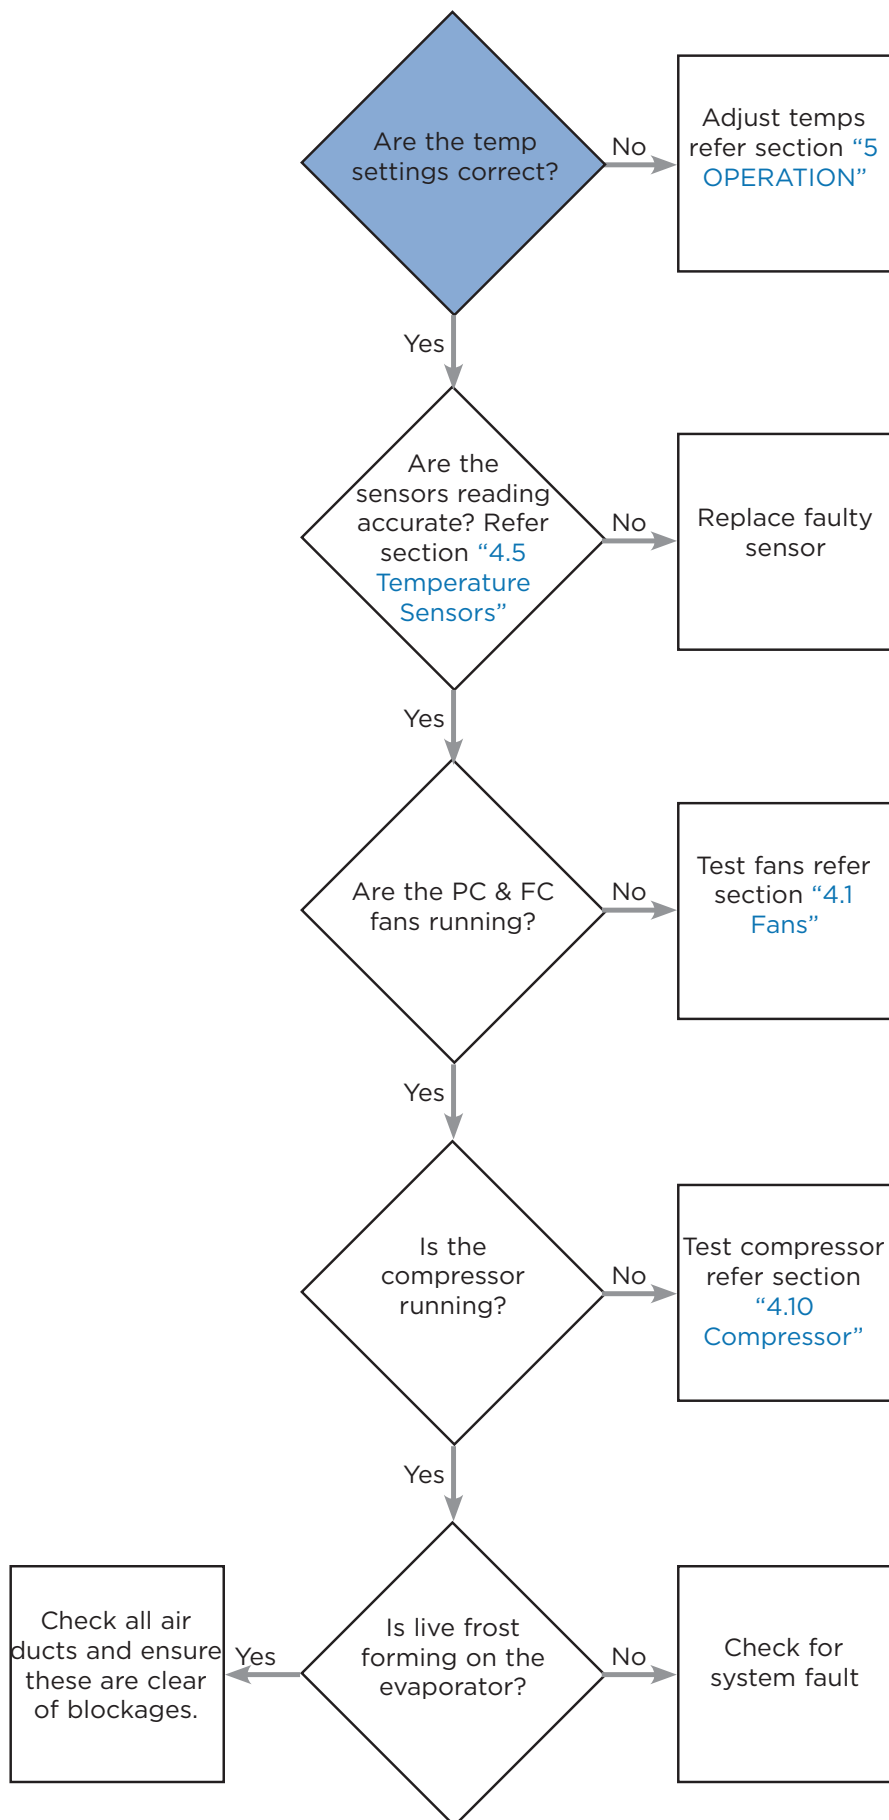 Are the temp
settings correct?
No
Adjust temps
refer section “5
OPERATION”
Yes
Are the
sensors reading
accurate? Refer
section “4.5
Temperature
Sensors”
No
Replace faulty
sensor
Yes
Are the PC & FC
fans running?
No
Test fans refer
section “4.1
Fans”
Yes
Is the
compressor
running?
No
Test compressor
refer section
“4.10
Compressor”
Yes
Check all air
ducts and ensure
these are clear
of blockages.
Yes
Is live frost
forming on the
evaporator?
No
Check for
system fault